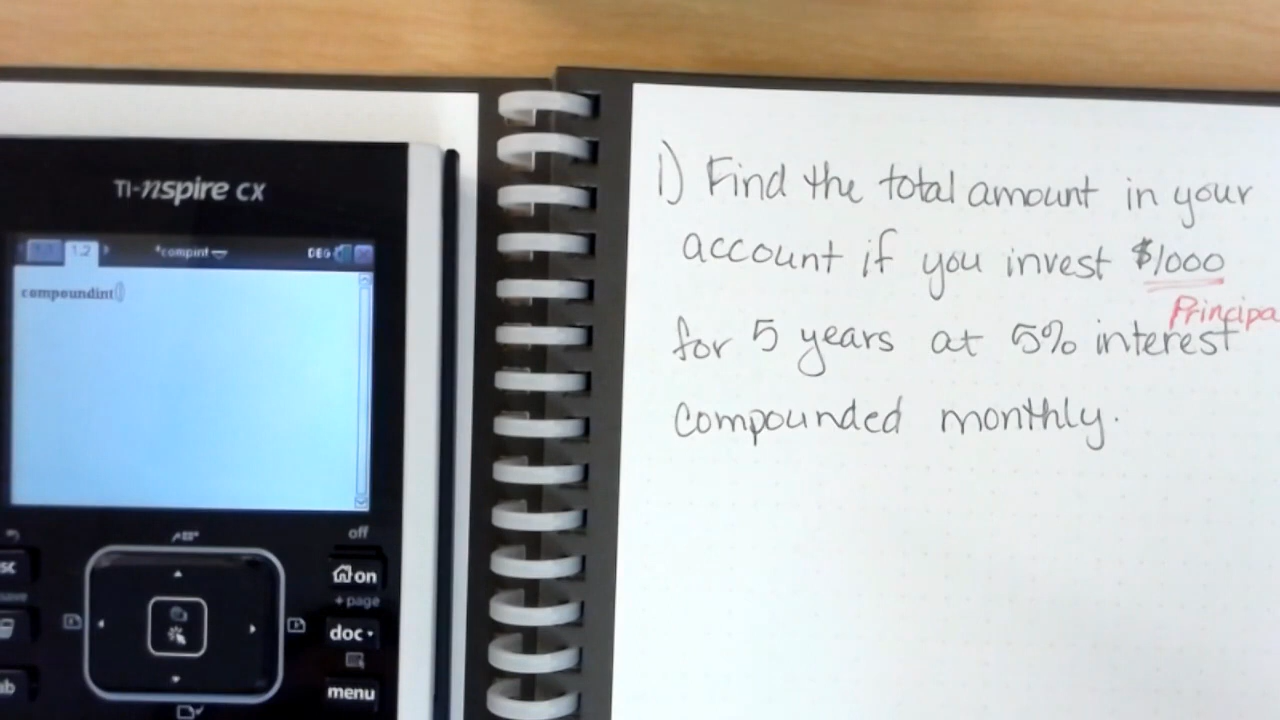 TI-nspire CX
1.2 *compint DEG
compoundint()
off
on
+ page
doc
menu
1) Find the total amount in your
account if you invest $1000
Principa
for 5 years at 5% interest
compounded monthly.